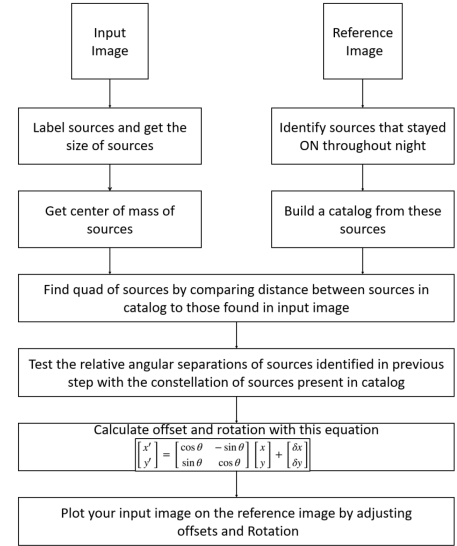 Input
Image
Reference
Image
Label sources and get the
size of sources
Identify sources that stayed
ON throughout night
Get center of mass of
sources
Build a catalog from these
sources
Find quad of sources by comparing distance between sources in
catalog to those found in input image
Test the relative angular separations of sources identified in previous
step with the constellation of sources present in catalog
Calculate offset and rotation with this equation
[x′ y′] = [cos θ − sin θ sin θ cos θ] [x y] + [δx δy]
Plot your input image on the reference image by adjusting
offsets and Rotation